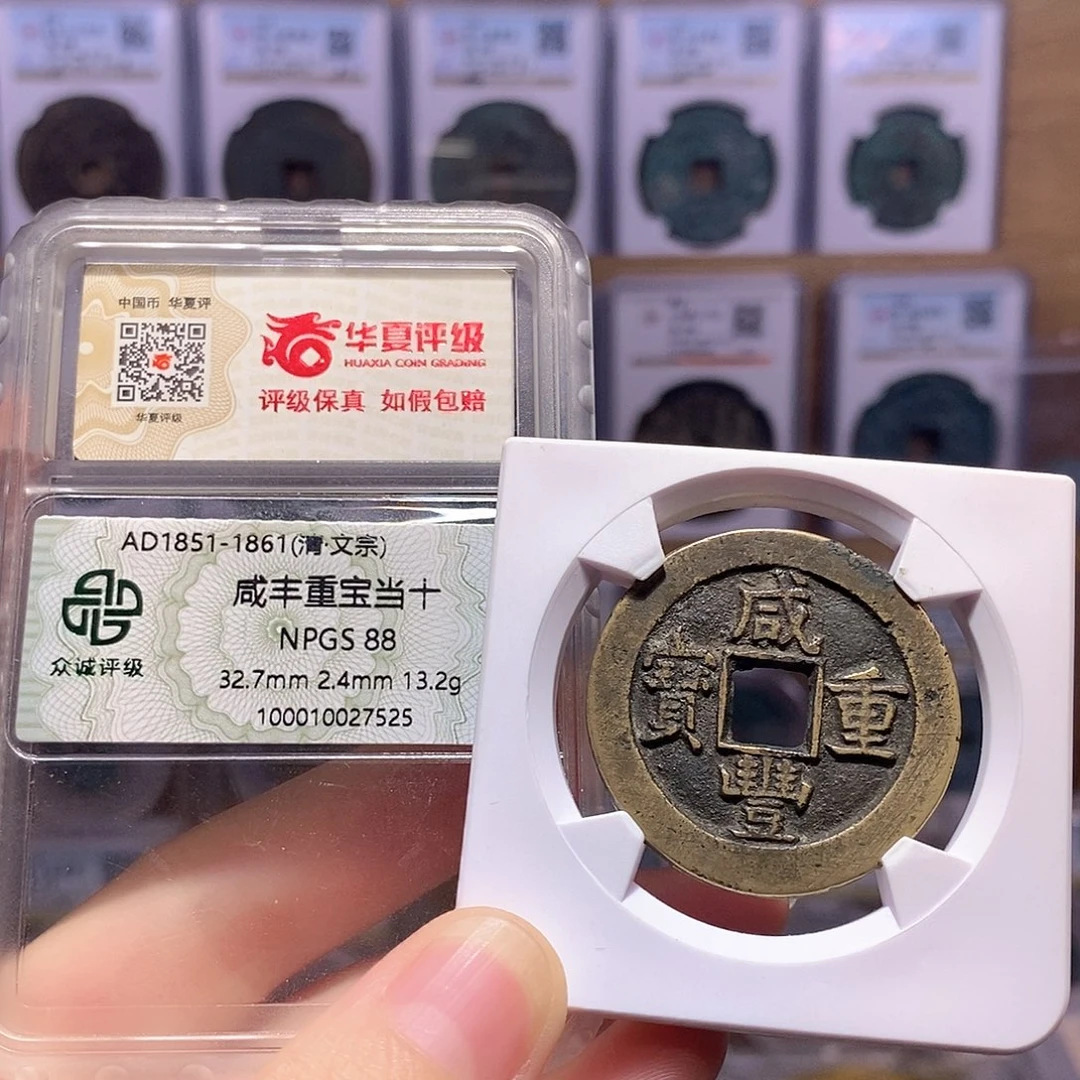 中国币 华夏评
华夏评级
华夏评级
HUAXIA COIN GRADING
评级保真 如假包赔
AD1851-1861(清·文宗)
咸丰重宝当十
NPGS 88
32.7mm 2.4mm 13.2g
100010027525
众诚评级
咸豐重寶